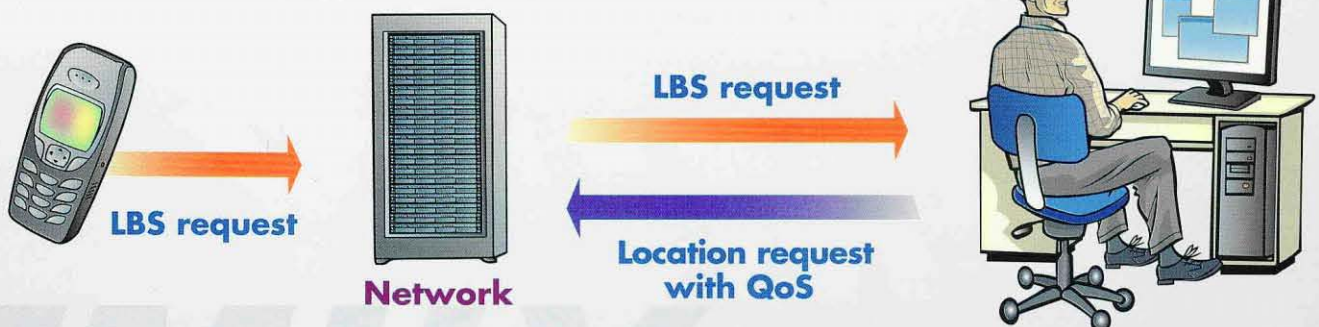 LBS request
LBS request
Network
Location request
with QoS